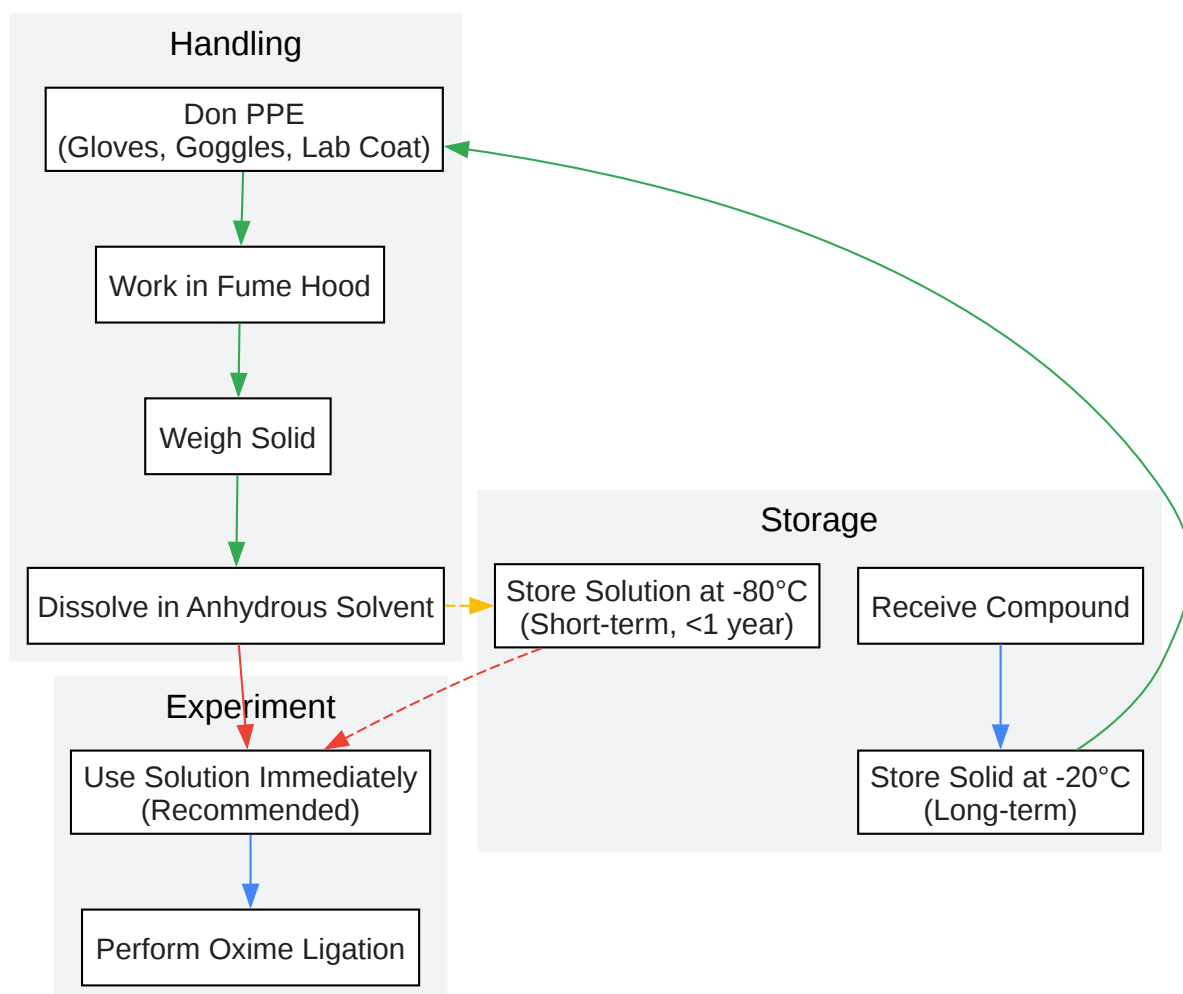 Handling
Don PPE
(Gloves, Goggles, Lab Coat)
Work in Fume Hood
Weigh Solid
Dissolve in Anhydrous Solvent
Storage
Store Solution at -80°C
(Short-term, <1 year)
Receive Compound
Store Solid at -20°C
(Long-term)
Experiment
Use Solution Immediately
(Recommended)
Perform Oxime Ligation